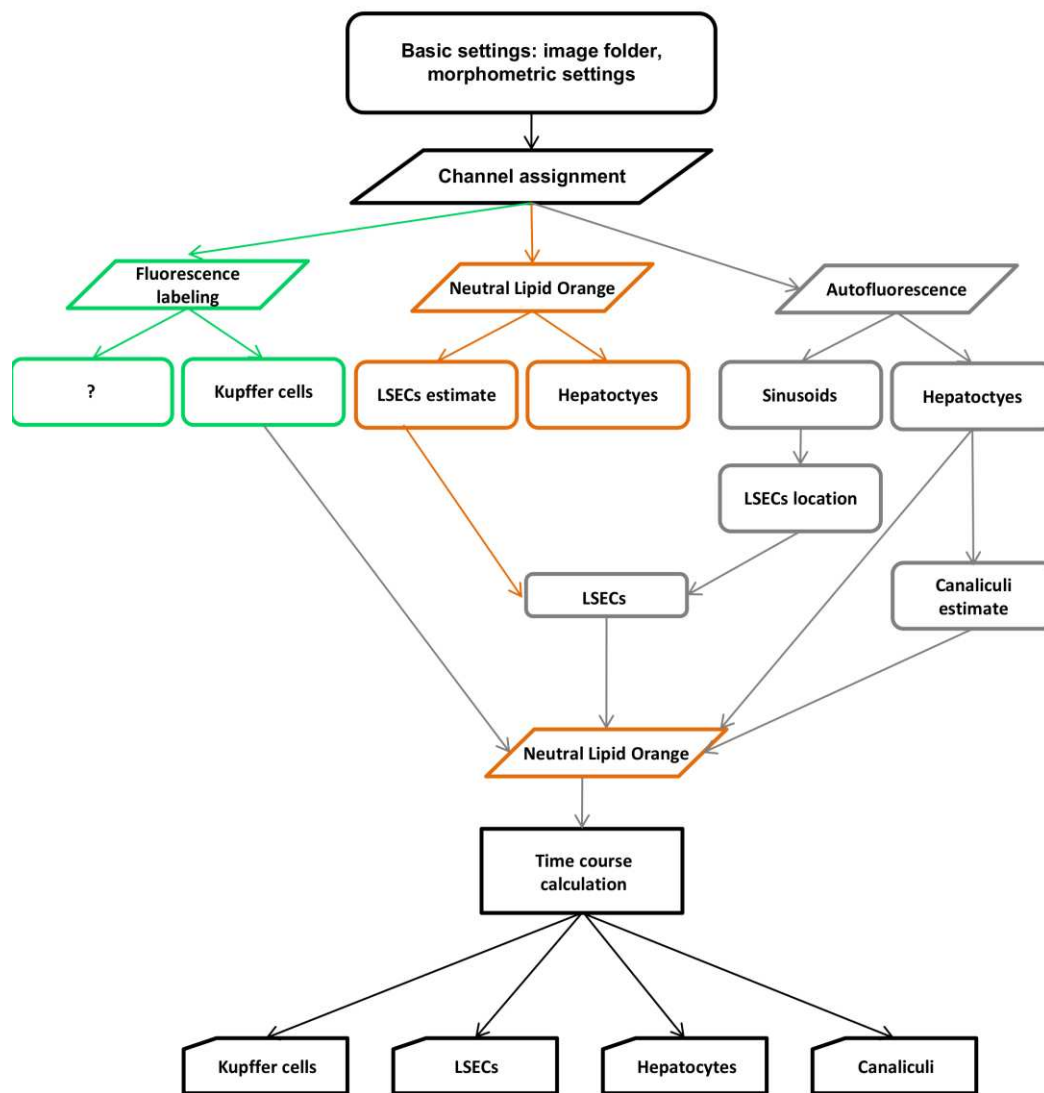 Basic settings: image folder,
morphometric settings
Channel assignment
Fluorescence
labeling
Neutral Lipid Orange
Autofluorescence
?
Kupffer cells
LSECs estimate
Hepatoctyes
Sinusoids
Hepatoctyes
LSECs location
LSECs
Canaliculi
estimate
Neutral Lipid Orange
Time course
calculation
Kupffer cells
LSECs
Hepatocytes
Canaliculi